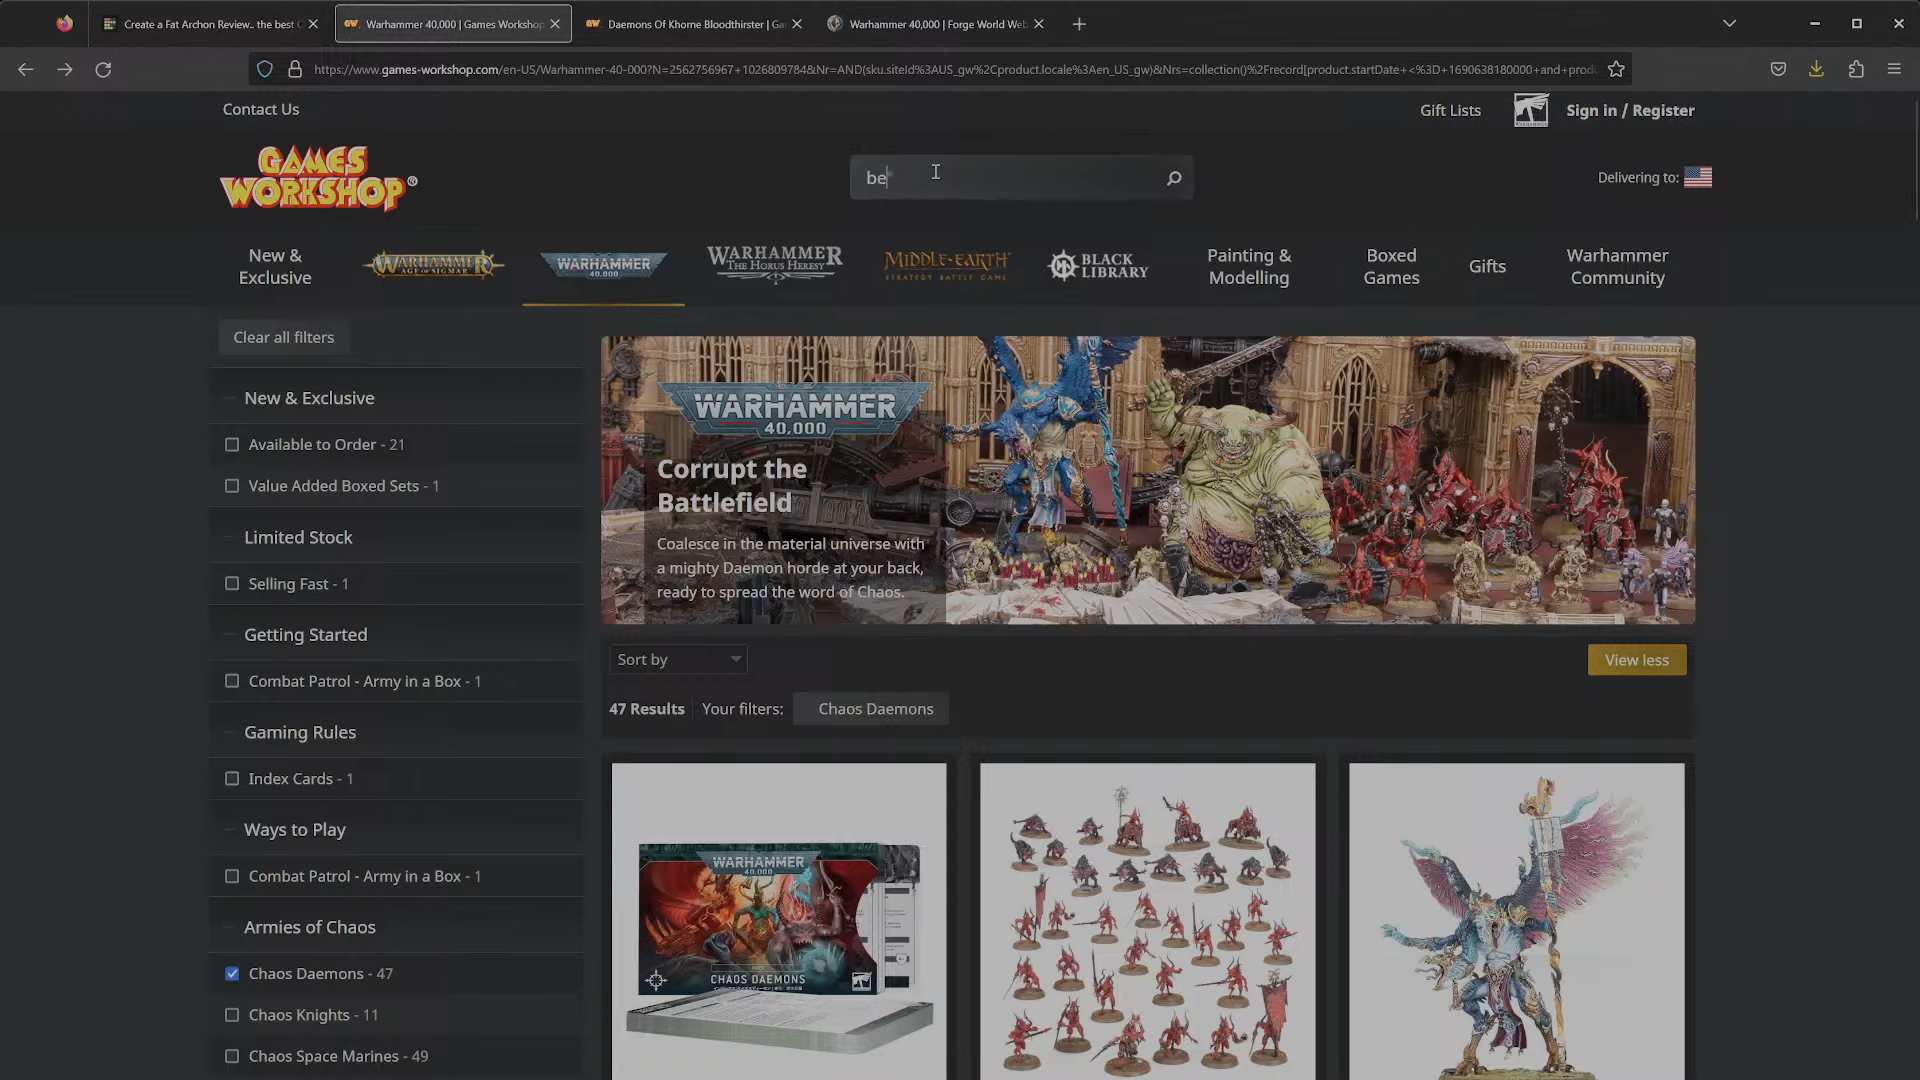 Create a Fat Archon Review.. the best C
Warhammer 40,000 | Games Workshop
Daemons Of Khorne Bloodthirster | Ga
Warhammer 40,000 | Forge World Web
https://www.games-workshop.com/en-US/Warhammer-40-000?N=2562756967+1026809784&Nr=AND(sku.siteId%3AUS_gw%2Cproduct.locale%3Aen_US_gw)&Nrs=collection()%2Frecord[product.startDate+<%3D+1690638180000+and+prod
Contact Us
Gift Lists
Sign in / Register
GAMES
WORKSHOP®
be
Delivering to:
New &
Exclusive
WARHAMMER
AGE OF SIGMAR
WARHAMMER
40,000
WARHAMMER
THE HORUS HERESY
MIDDLE-EARTH
STRATEGY BATTLE GAME
BLACK
LIBRARY
Painting &
Modelling
Boxed
Games
Gifts
Warhammer
Community
Clear all filters
New & Exclusive
Available to Order - 21
Value Added Boxed Sets - 1
Limited Stock
Selling Fast - 1
Getting Started
Combat Patrol - Army in a Box - 1
Gaming Rules
Index Cards - 1
Ways to Play
Combat Patrol - Army in a Box - 1
Armies of Chaos
Chaos Daemons - 47
Chaos Knights - 11
Chaos Space Marines - 49
WARHAMMER
40,000
Corrupt the
Battlefield
Coalesce in the material universe with
a mighty Daemon horde at your back,
ready to spread the word of Chaos.
Sort by
View less
47 Results
Your filters:
Chaos Daemons
WARHAMMER
40,000
CHAOS DAEMONS